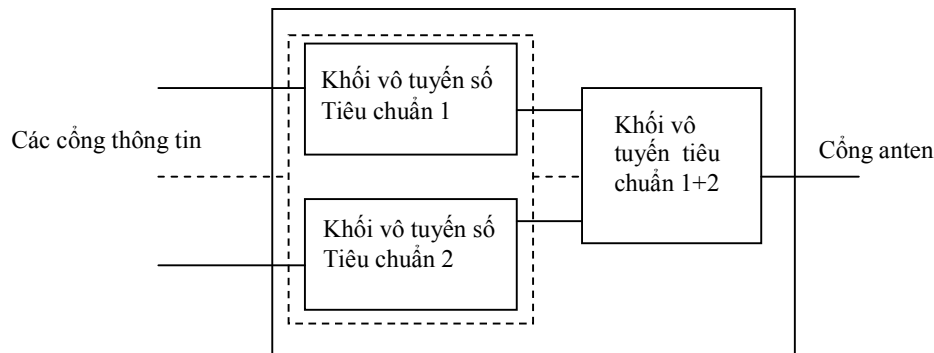 Khối vô tuyến số
Tiêu chuẩn 1
Các cổng thông tin
Khối vô
tuyến tiêu
chuẩn 1+2
Cổng anten
Khối vô tuyến số
Tiêu chuẩn 2